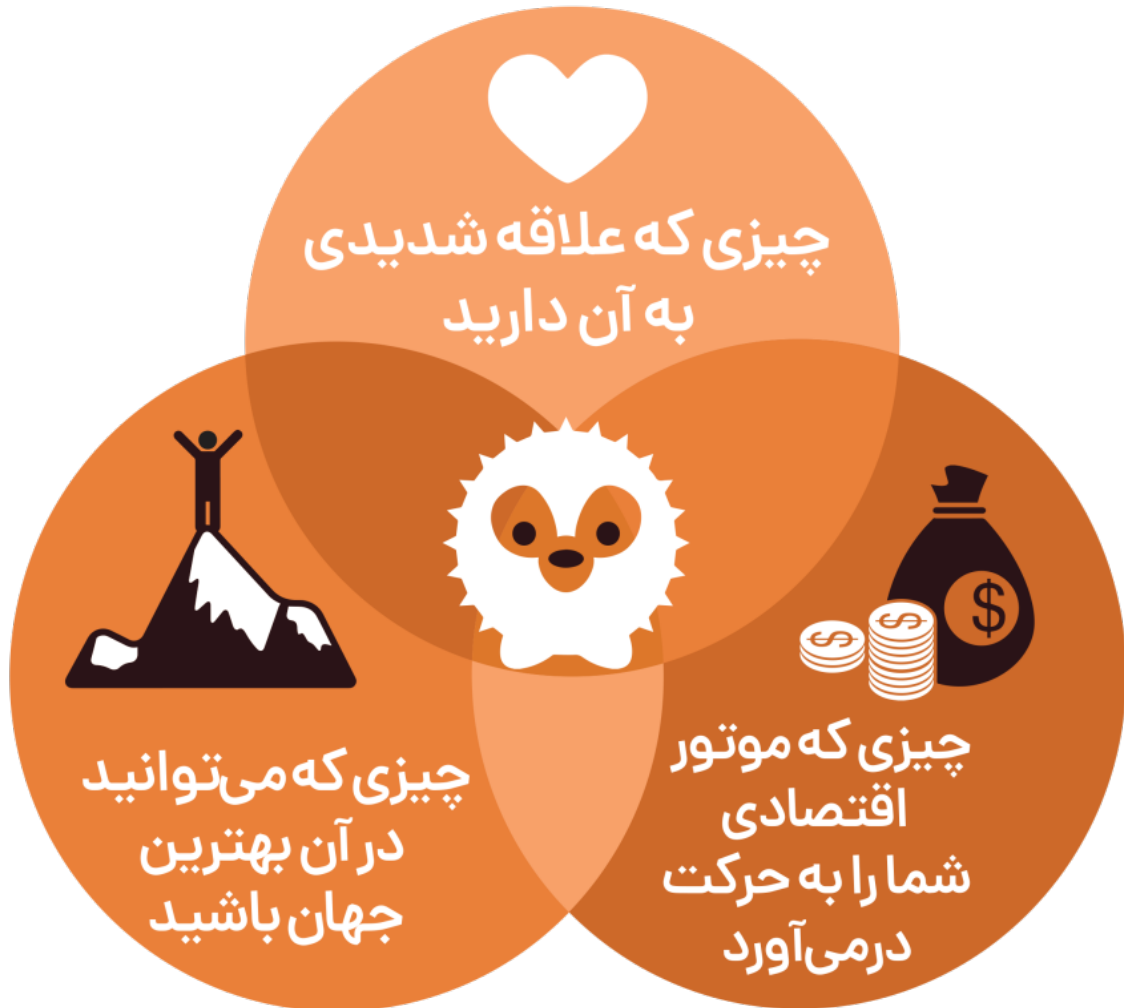 چیزی که علاقه شدیدی
به آن دارید
چیزی که موتور
اقتصادی
شما را به حرکت
درمی‌آورد
چیزی که می‌توانید
در آن بهترین
جهان باشید
$
$
$